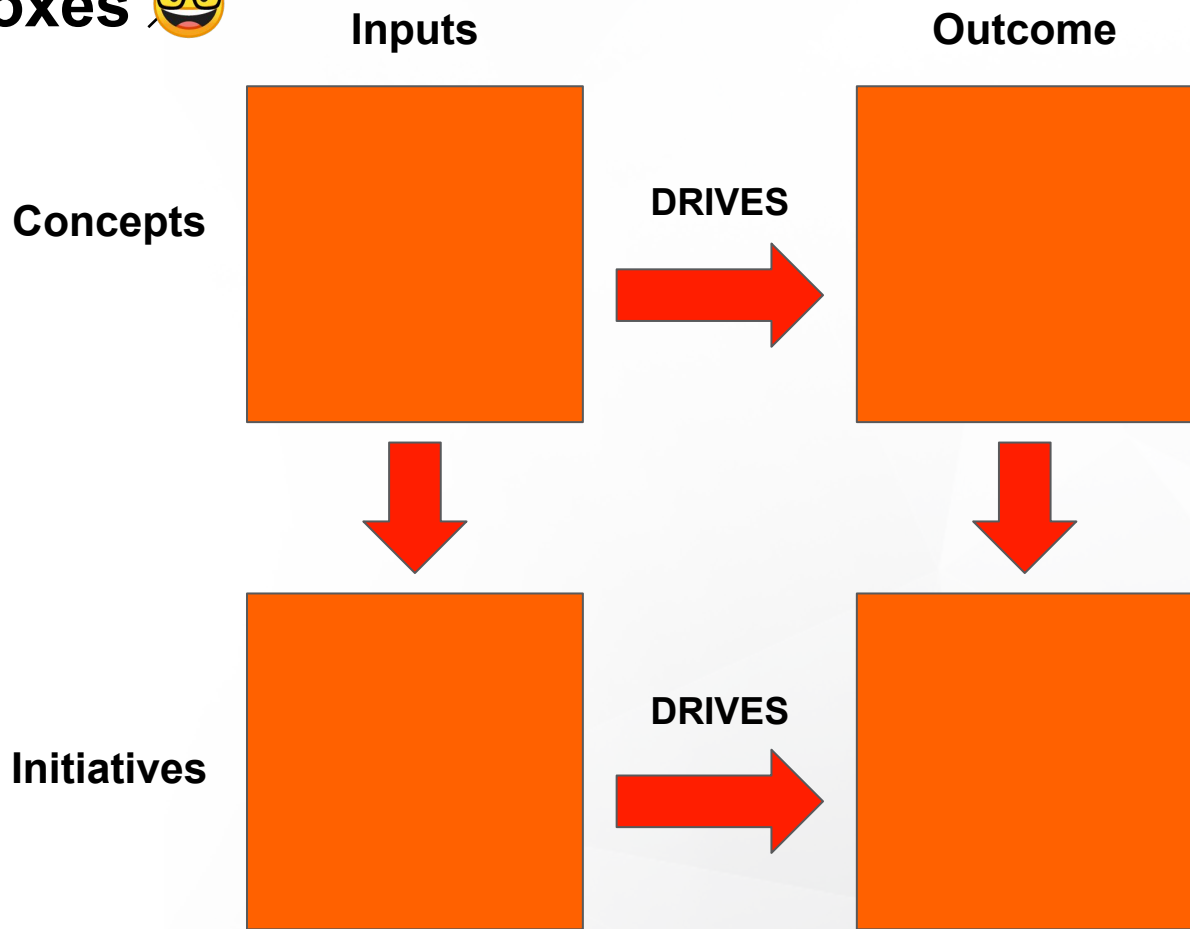 oxes 🤓
Inputs
Outcome
Concepts
DRIVES
Initiatives
DRIVES